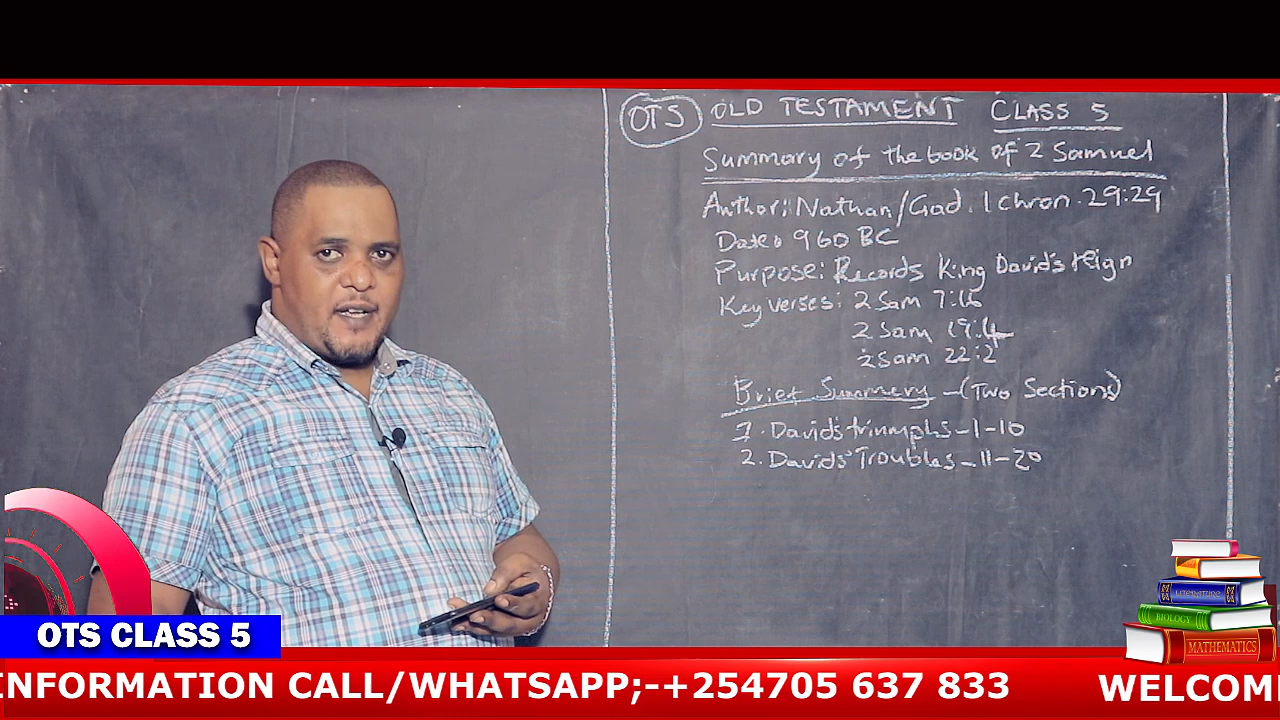 OTS OLD TESTAMENT CLASS 5
Summary of the book of 2 Samuel
Author: Nathan/Gad. 1 chron. 29:29
Date: 960 BC
Purpose: Records King David's reign
Key verses: 2 Sam 7:16
2 Sam 19:4
2 Sam 22:2
Brief Summery - (Two Sections)
1. David's triumphs - 1-10
2. Davids' Troubles - 11-20
LITERATURE
BIOLOGY
MATHEMATICS
OTS CLASS 5
INFORMATION CALL/WHATSAPP;-+254705 637 833 WELCOM